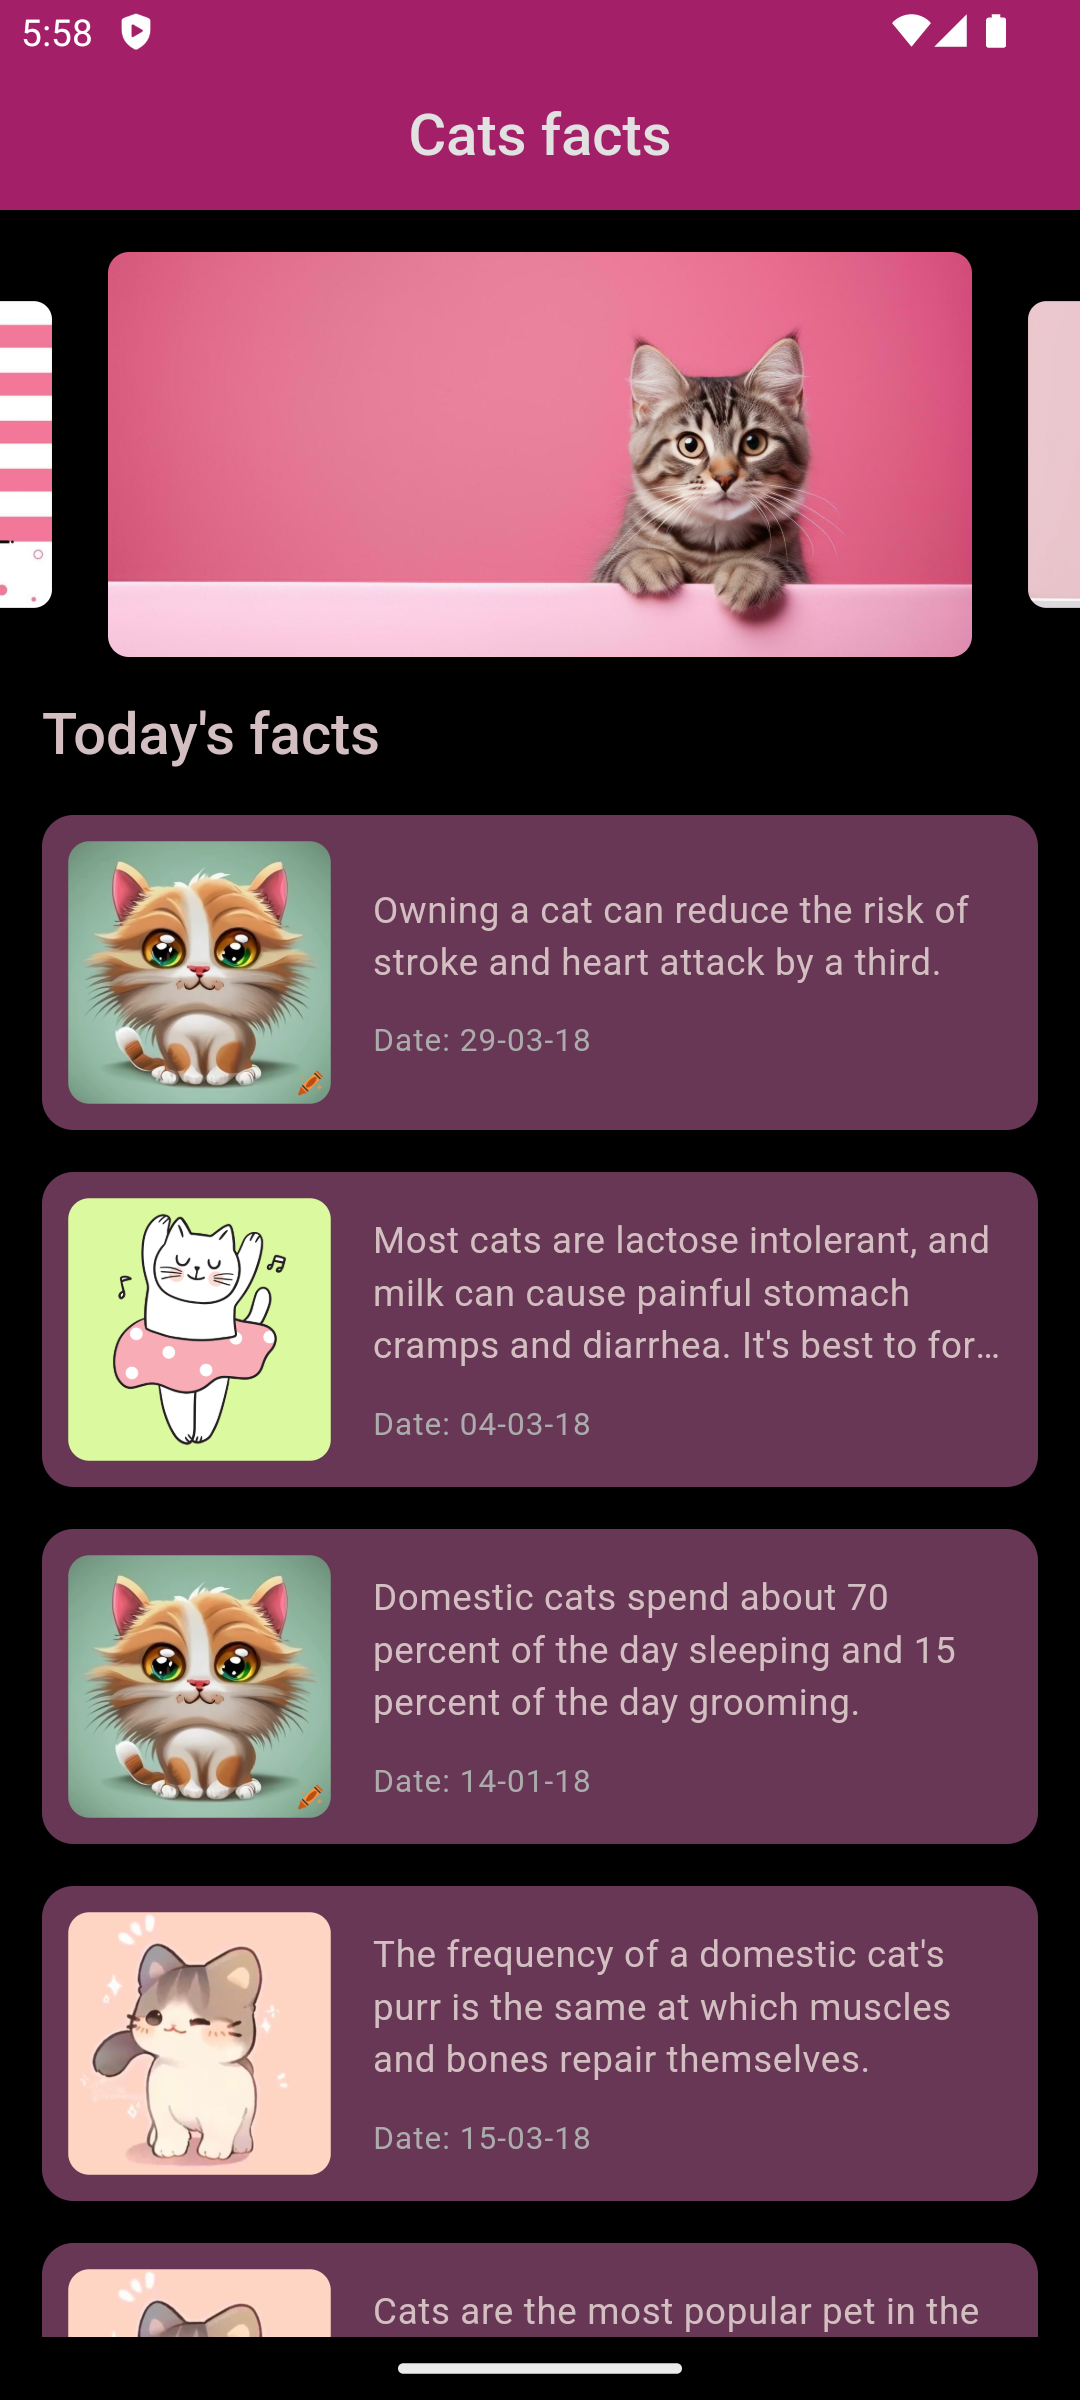 5:58
Cats facts
Today's facts
Owning a cat can reduce the risk of
stroke and heart attack by a third.
Date: 29-03-18
Most cats are lactose intolerant, and
milk can cause painful stomach
cramps and diarrhea. It's best to for…
Date: 04-03-18
Domestic cats spend about 70
percent of the day sleeping and 15
percent of the day grooming.
Date: 14-01-18
The frequency of a domestic cat's
purr is the same at which muscles
and bones repair themselves.
Date: 15-03-18
Cats are the most popular pet in the